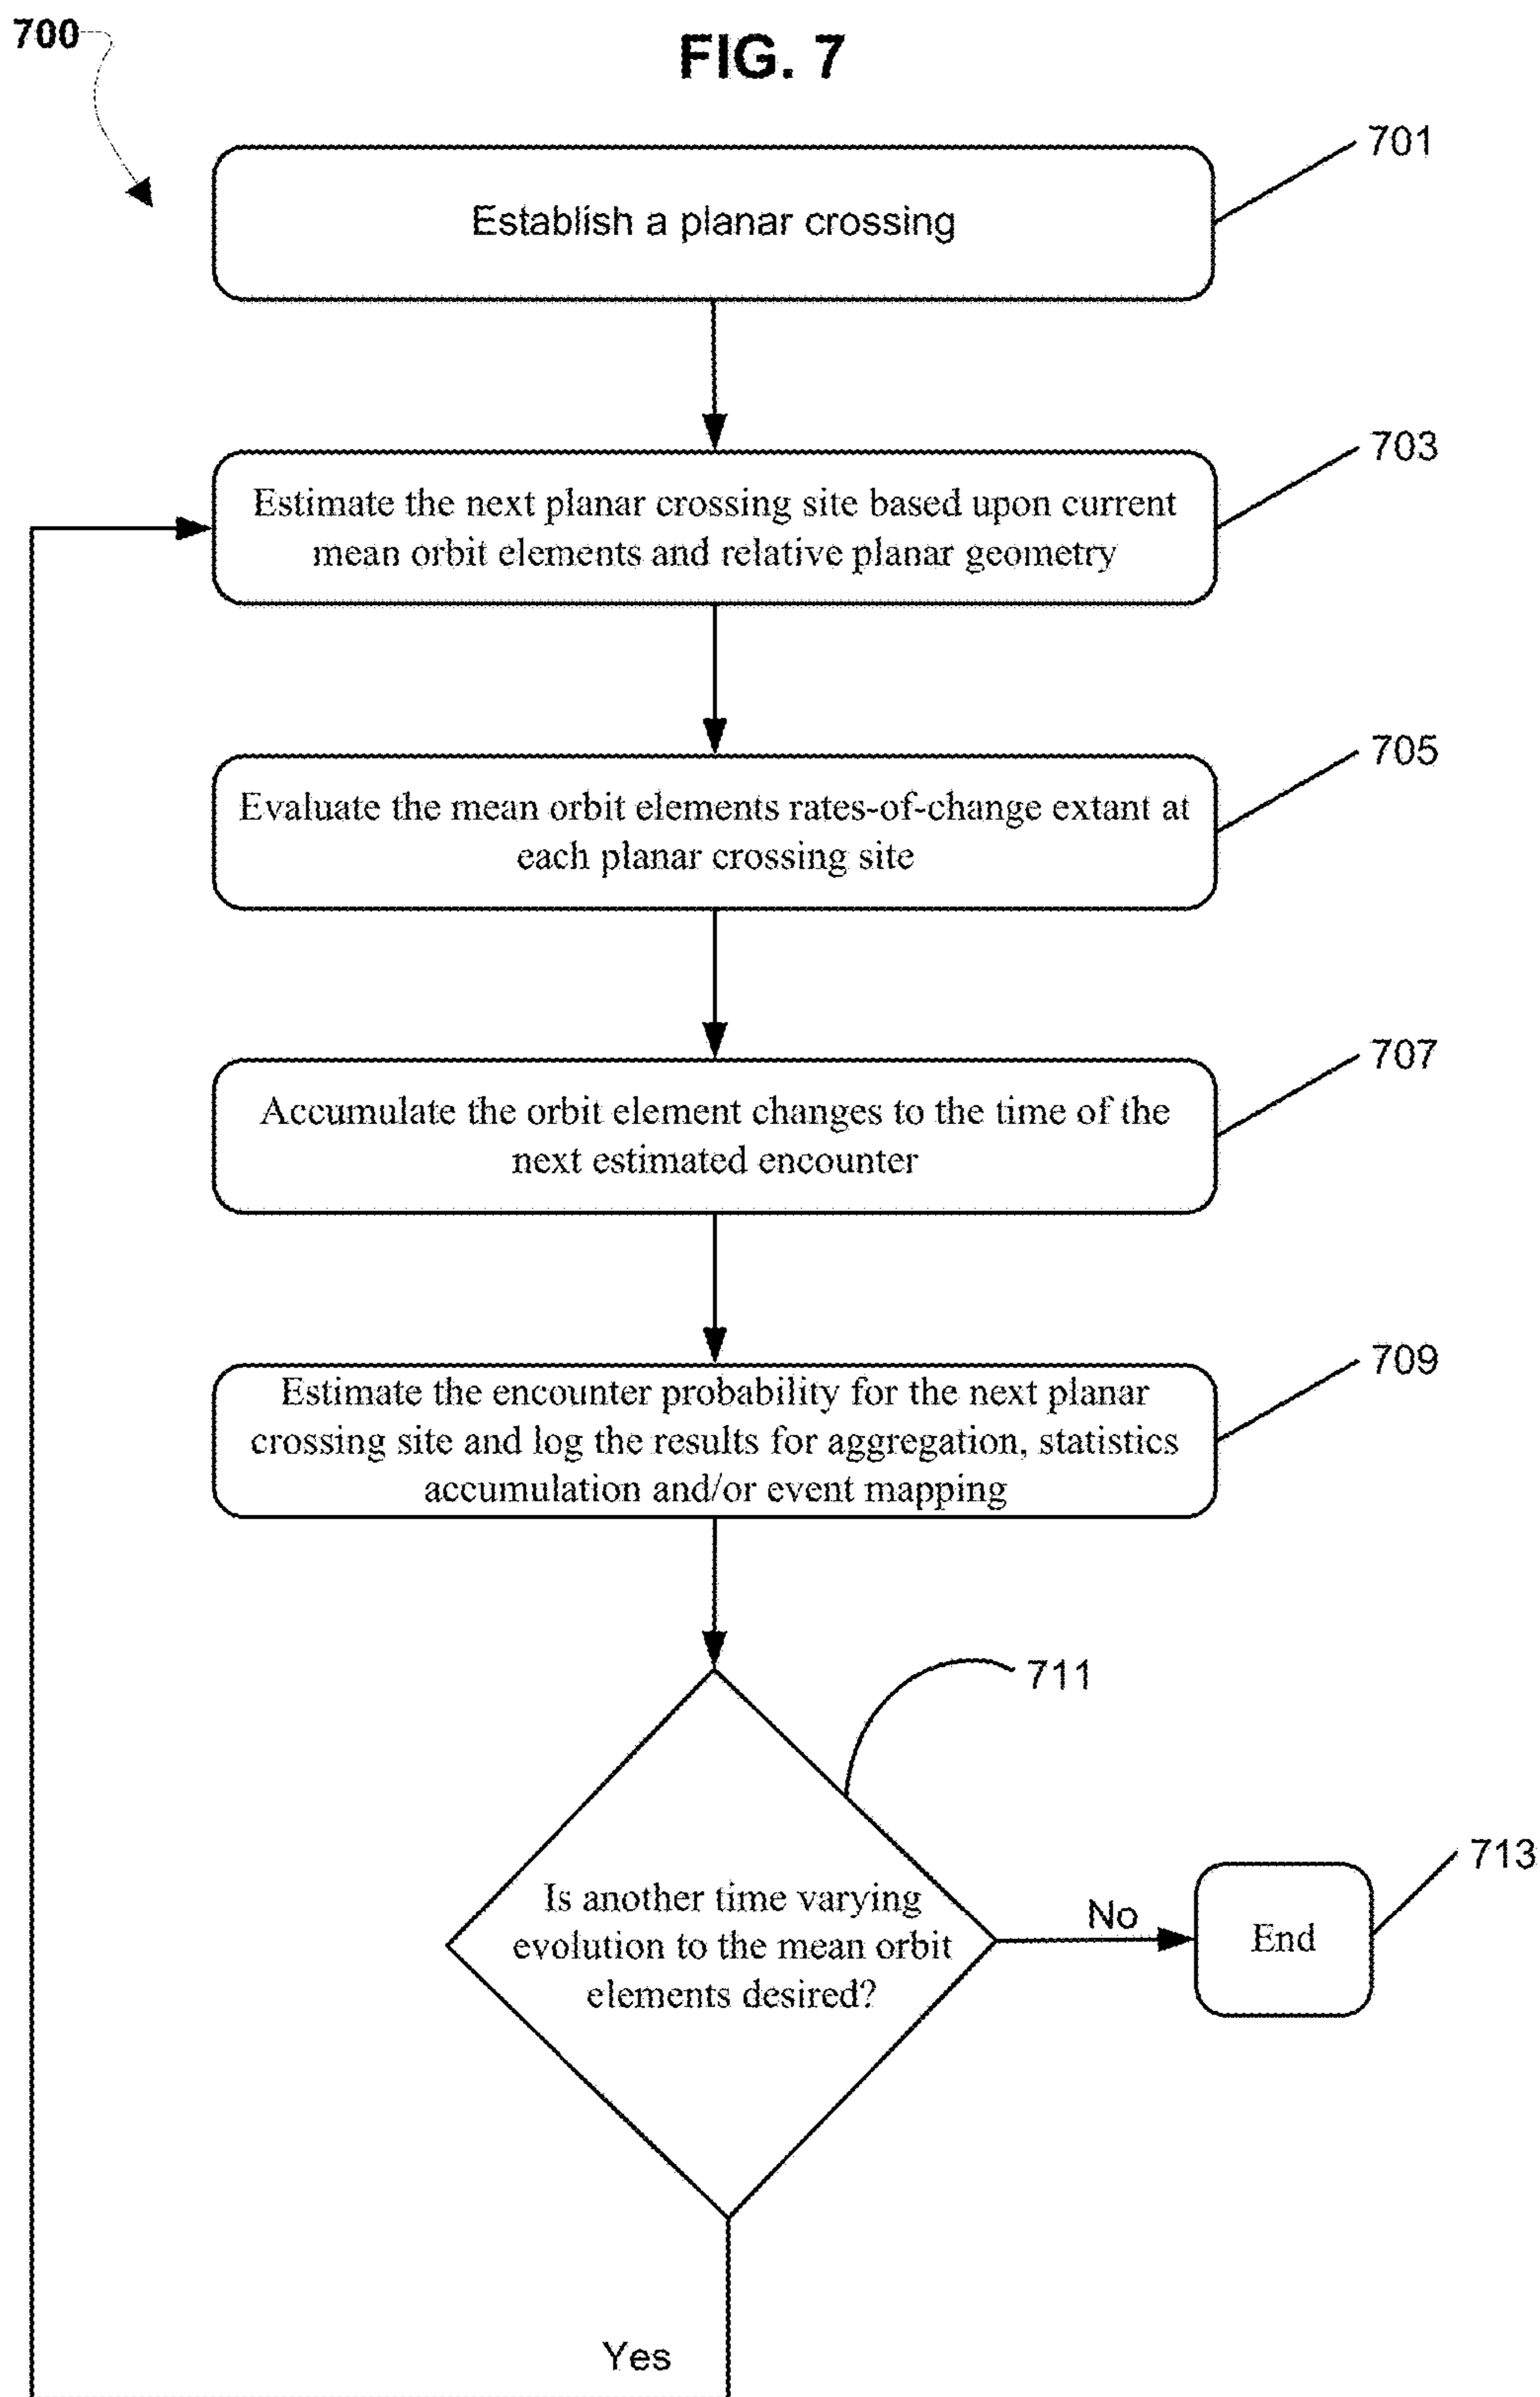 700
FIG. 7
701
Establish a planar crossing
703
Estimate the next planar crossing site based upon current
mean orbit elements and relative planar geometry
705
Evaluate the mean orbit elements rates-of-change extant at
each planar crossing site
707
Accumulate the orbit element changes to the time of the
next estimated encounter
709
Estimate the encounter probability for the next planar
crossing site and log the results for aggregation, statistics
accumulation and/or event mapping
711
Is another time varying
evolution to the mean orbit
elements desired?
No
713
End
Yes